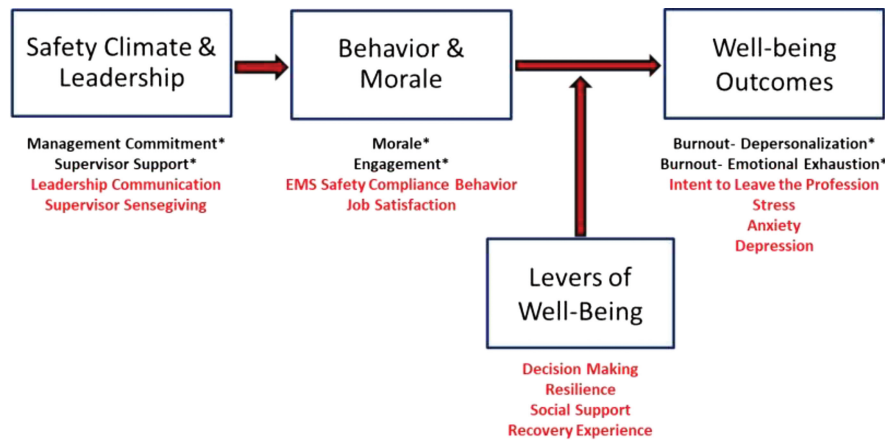 Safety Climate &
Leadership
Management Commitment*
Supervisor Support*
Leadership Communication
Supervisor Sensegiving
Behavior &
Morale
Morale*
Engagement*
EMS Safety Compliance Behavior
Job Satisfaction
Well-being
Outcomes
Burnout- Depersonalization*
Burnout- Emotional Exhaustion*
Intent to Leave the Profession
Stress
Anxiety
Depression
Levers of
Well-Being
Decision Making
Resilience
Social Support
Recovery Experience